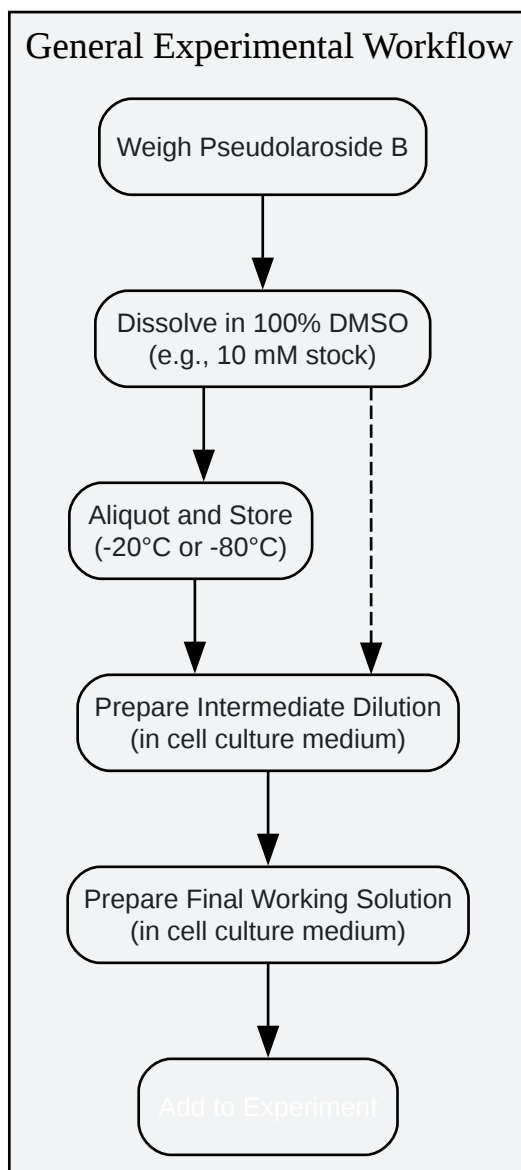 General Experimental Workflow
Weigh Pseudolaroside B
Dissolve in 100% DMSO
(e.g., 10 mM stock)
Aliquot and Store
(-20°C or -80°C)
Prepare Intermediate Dilution
(in cell culture medium)
Prepare Final Working Solution
(in cell culture medium)
Add to Experiment